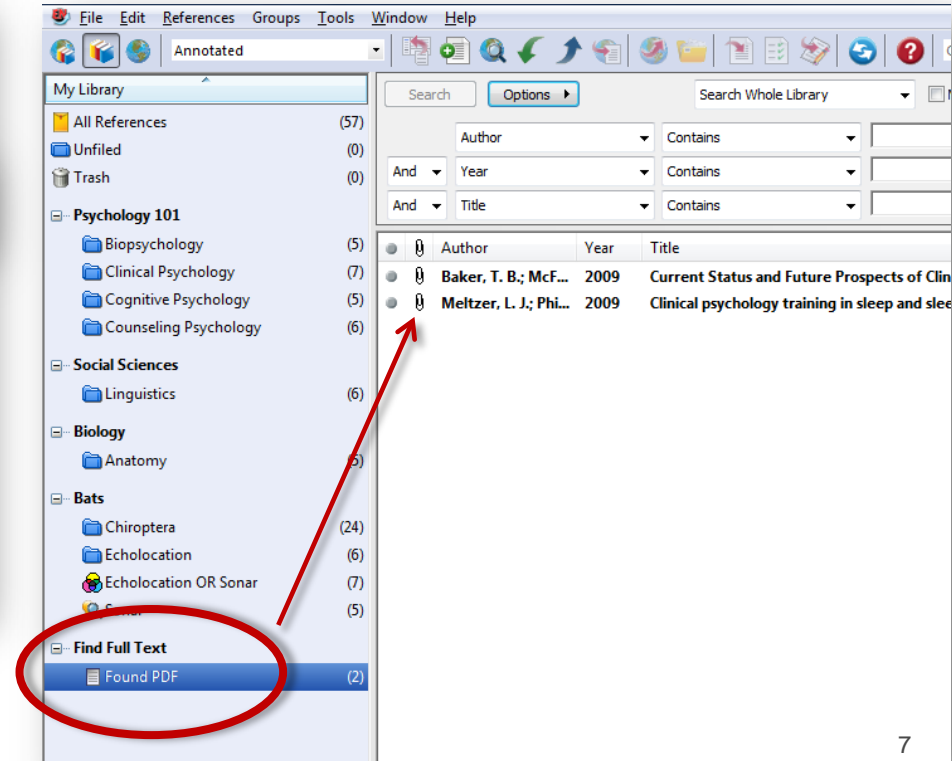 File Edit References Groups Tools Window Help
Annotated
My Library
All References (57)
Unfiled (0)
Trash (0)
Psychology 101
Biopsychology (5)
Clinical Psychology (7)
Cognitive Psychology (5)
Counseling Psychology (6)
Social Sciences
Linguistics (6)
Biology
Anatomy (5)
Bats
Chiroptera (24)
Echolocation (6)
Echolocation OR Sonar (7)
(5)
Find Full Text
Found PDF (2)
Search Options Search Whole Library
Author Contains
And Year Contains
And Title Contains
Author Year Title
Baker, T. B.; McF... 2009 Current Status and Future Prospects of Clin
Meltzer, L. J.; Phi... 2009 Clinical psychology training in sleep and slee
7